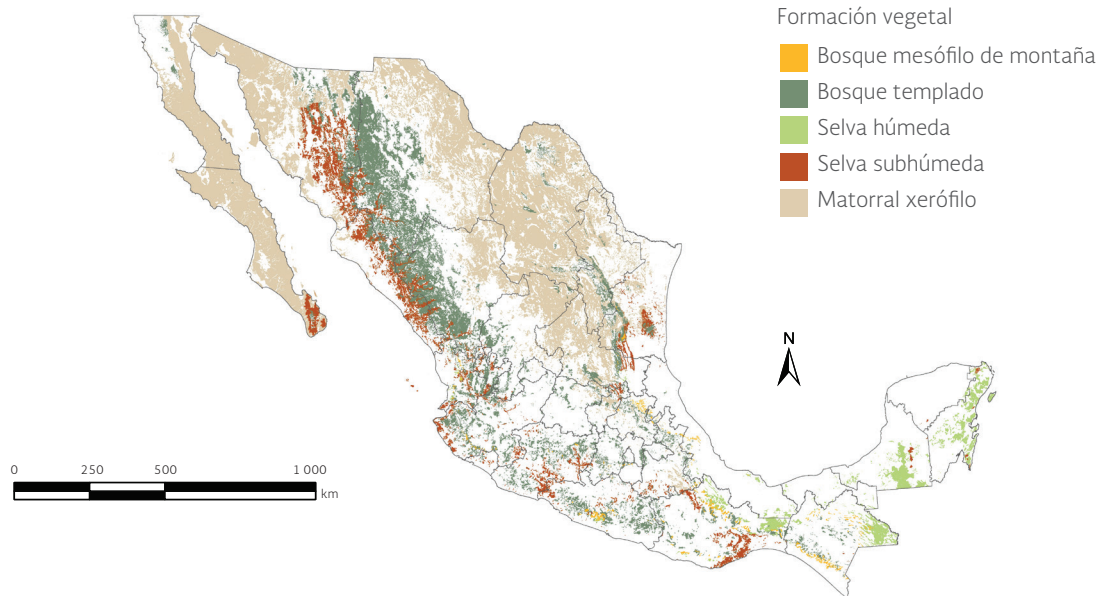 Formación vegetal
Bosque mesófilo de montaña
Bosque templado
Selva húmeda
Selva subhúmeda
Matorral xerófilo
N
0 250 500 1 000
km